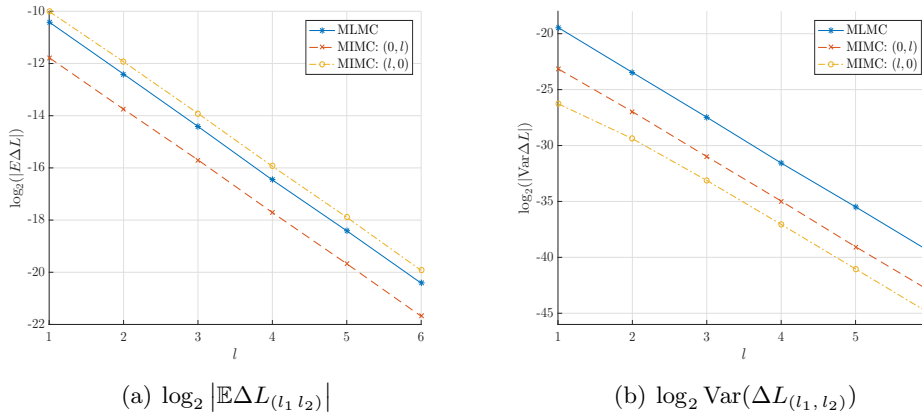 -10
-12
-14
-16
-18
-20
-22
1
2
3
4
5
6
l
log₂(|EΔL|)
MLMC
MIMC: (0, l)
MIMC: (l, 0)
(a) log₂ |𝔼ΔL₍l₁ l₂₎|
-20
-25
-30
-35
-40
-45
1
2
3
4
5
l
log₂(|VarΔL|)
MLMC
MIMC: (0, l)
MIMC: (l, 0)
(b) log₂ Var(ΔL₍l₁, l₂₎)